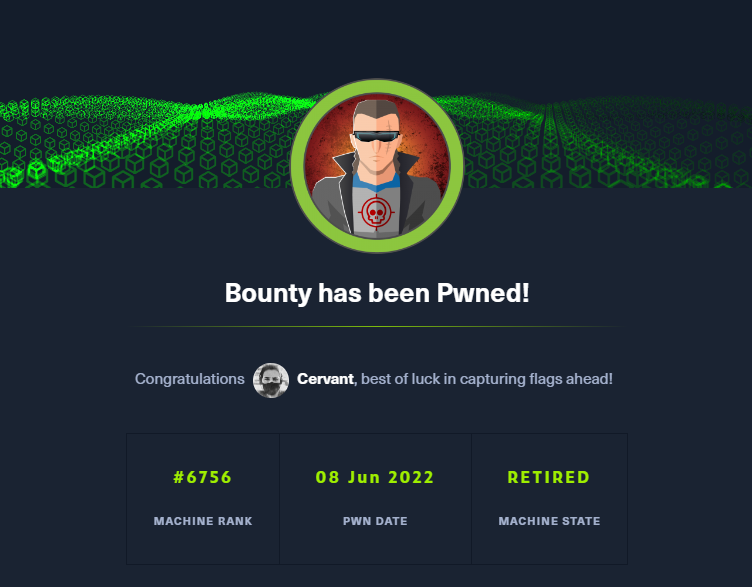 Bounty has been Pwned!
Congratulations Cervant, best of luck in capturing flags ahead!
#6756 08 Jun 2022 RETIRED
MACHINE RANK PWN DATE MACHINE STATE